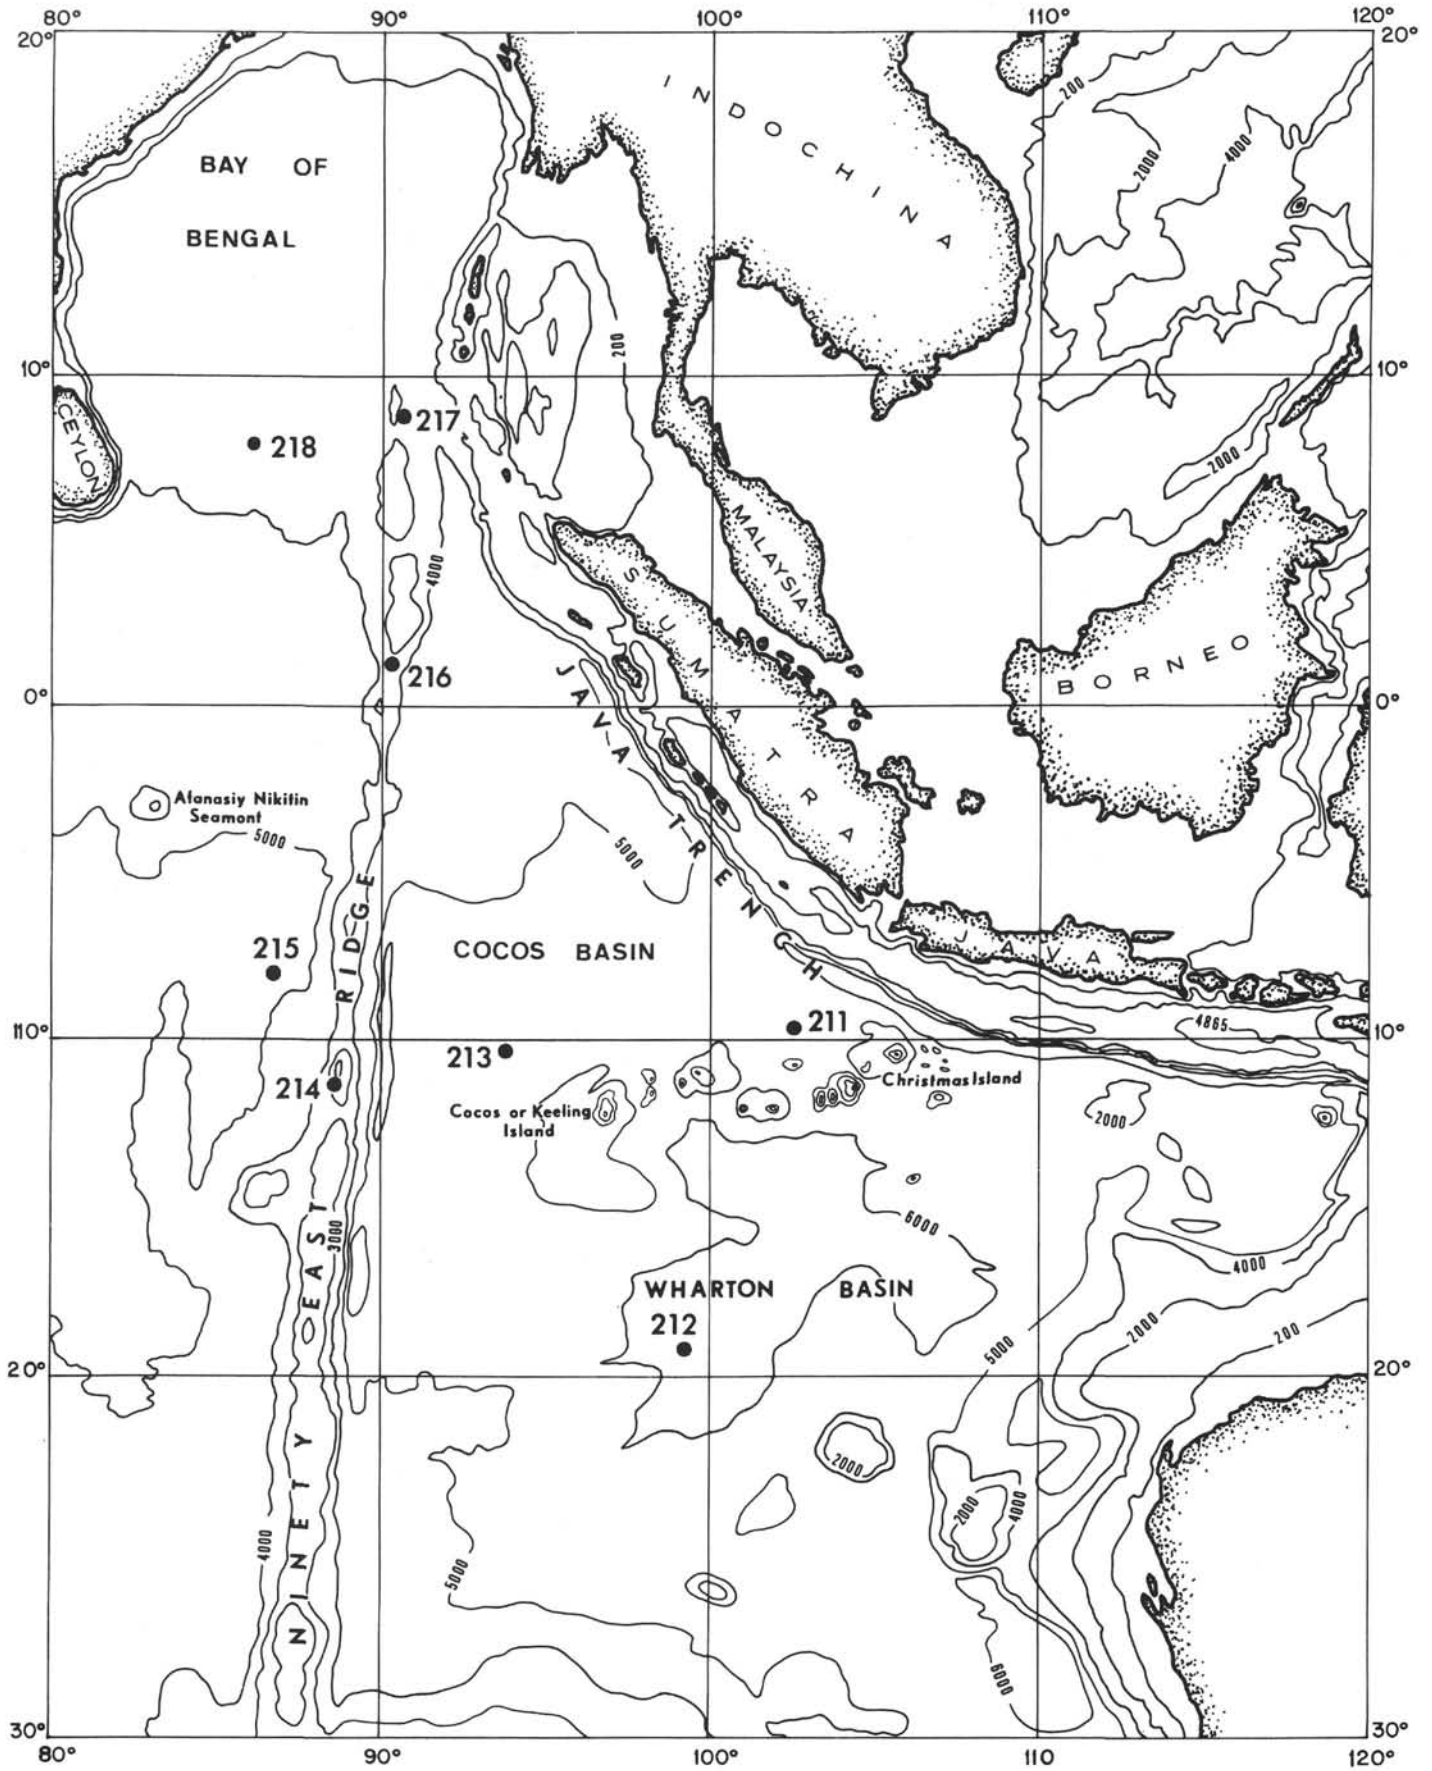 80° 90° 100° 110° 120°
20° 20°
INDOCHINA
200
2000
4000
BAY OF
BENGAL
200
10° 10°
CEYLON
217
218
2000
MALAYSIA
4000
SUMATRA
BORNEO
216
0° 0°
JAVA TRENCH
Afanasiy Nikitin
Seamont
5000
5000
RIDGE
215
COCOS BASIN
JAVA
211
4865
10° 10°
213
214
Christmas Island
Cocos or Keeling
Island
2000
EAST
3000
6000
4000
WHARTON BASIN
212
5000
2000
200
20° 20°
NINETY
2000
2000
4000
4000
5000
6000
30° 30°
80° 90° 100° 110 120°